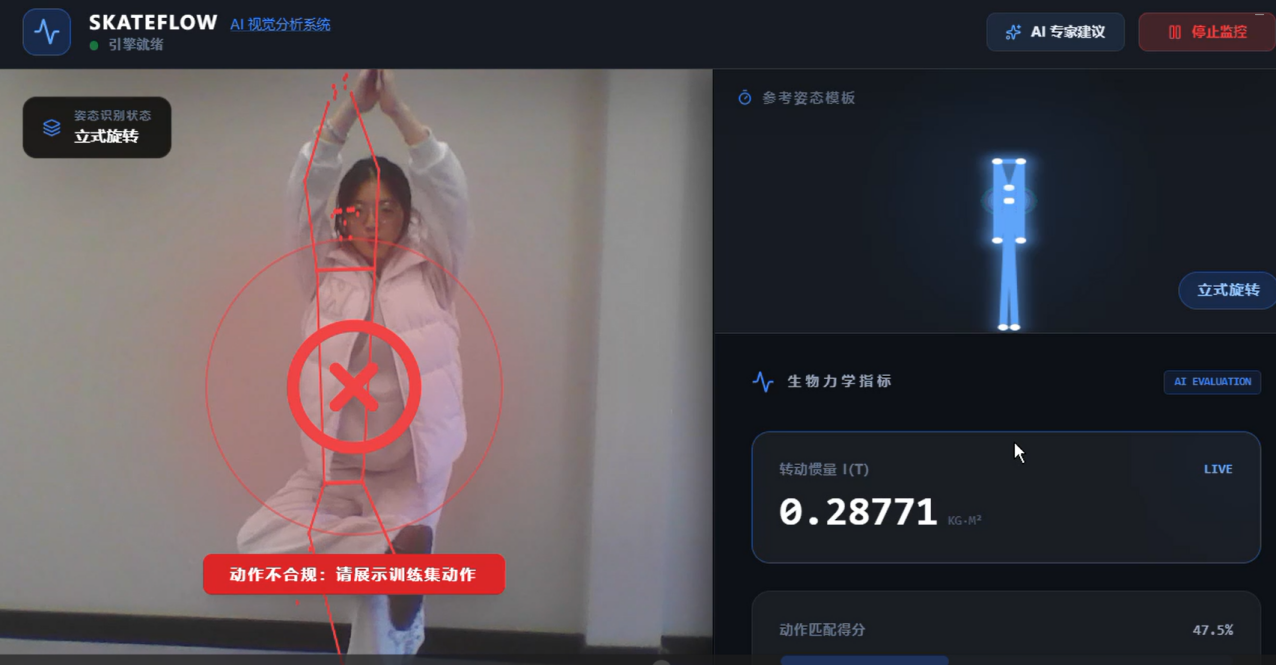 SKATEFLOW AI 视觉分析系统
引擎就绪
AI 专家建议
停止监控
姿态识别状态
立式旋转
参考姿态模板
立式旋转
生物力学指标
AI EVALUATION
转动惯量 I(T)
LIVE
0.28771 KG·M²
动作不合规：请展示训练集动作
动作匹配得分
47.5%